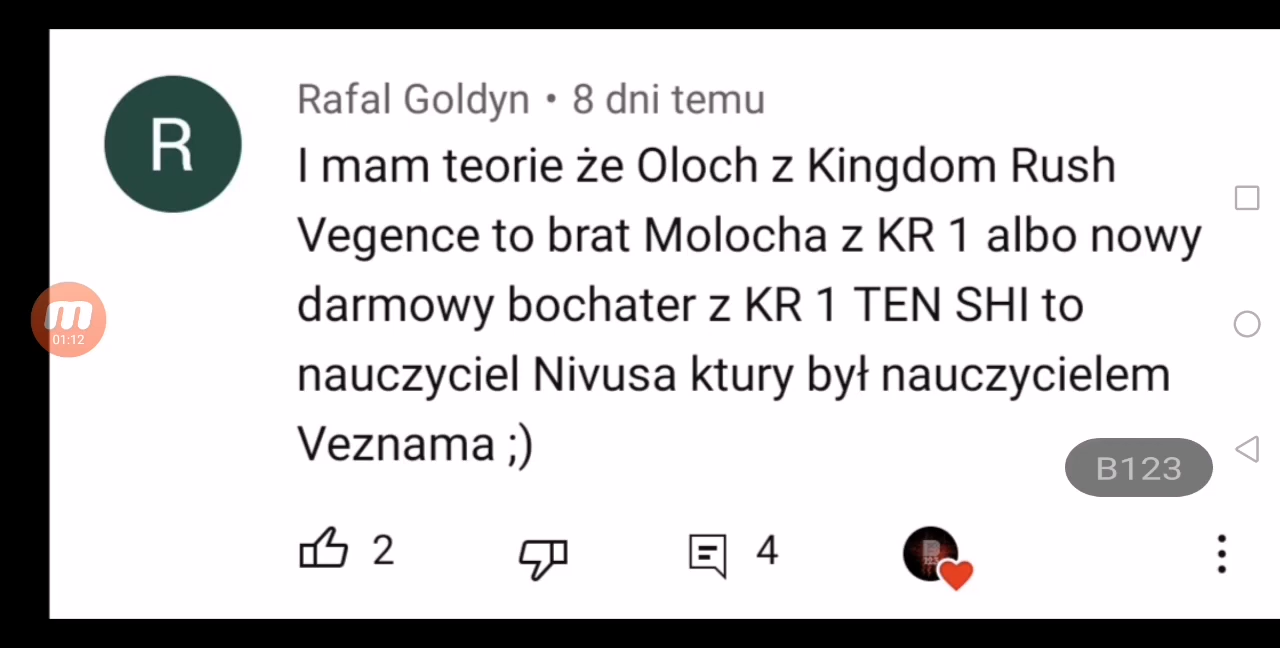 Rafal Goldyn • 8 dni temu
R
I mam teorie że Oloch z Kingdom Rush
Vegence to brat Molocha z KR 1 albo nowy
darmowy bochater z KR 1 TEN SHI to
m
01:12
nauczyciel Nivusa ktury był nauczycielem
Veznama ;)
B123
2
4